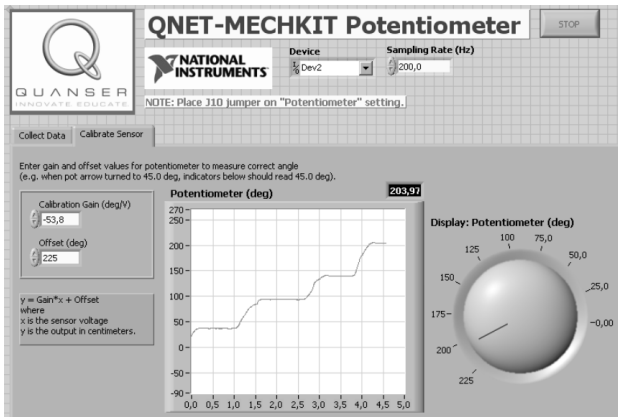 QNET-MECHKIT Potentiometer
STOP
QUANSER
INNOVATE EDUCATE
NATIONAL
INSTRUMENTS
Device
Dev2
Sampling Rate (Hz)
200,0
NOTE: Place J10 jumper on "Potentiometer" setting.
Collect Data
Calibrate Sensor
Enter gain and offset values for potentiometer to measure correct angle
(e.g. when pot arrow turned to 45.0 deg, indicators below should read 45.0 deg).
Calibration Gain (deg/V)
-53,8
Offset (deg)
225
y = Gain*x + Offset
where
x is the sensor voltage
y is the output in centimeters.
Potentiometer (deg)
203,97
270
250
200
150
100
50
0
-50
-90
0,0 0,5 1,0 1,5 2,0 2,5 3,0 3,5 4,0 4,5 5,0
Display: Potentiometer (deg)
100
75,0
125
50,0
150
25,0
175
0,00
200
225